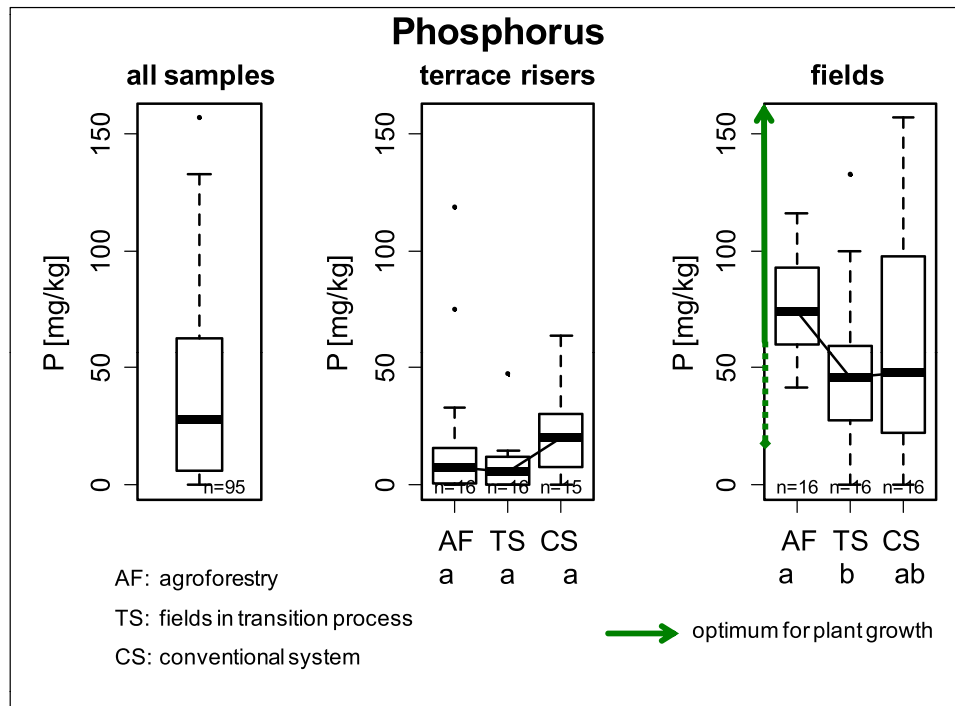 Phosphorus
all samples
terrace risers
fields
P [mg/kg]
0
50
100
150
n=95
P [mg/kg]
0
50
100
150
n=16
n=16
n=15
AF
TS
CS
a
a
a
P [mg/kg]
0
50
100
150
n=16
n=16
n=16
AF
TS
CS
a
b
ab
AF: agroforestry
TS: fields in transition process
CS: conventional system
optimum for plant growth